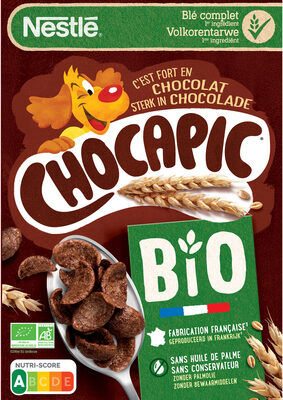 Nestlé
Blé complet
1er ingrédient
Volkorentarwe
1ste ingrediënt
C'EST FORT EN
CHOCOLAT
STERK IN CHOCOLADE
CHOCAPIC
BIO
FABRICATION FRANÇAISE
GEPRODUCEERD IN FRANKRIJK
SANS HUILE DE PALME
SANS CONSERVATEUR
ZONDER PALMOLIE
ZONDER BEWAARMIDDELEN
AB
NUTRI-SCORE
A B C D E